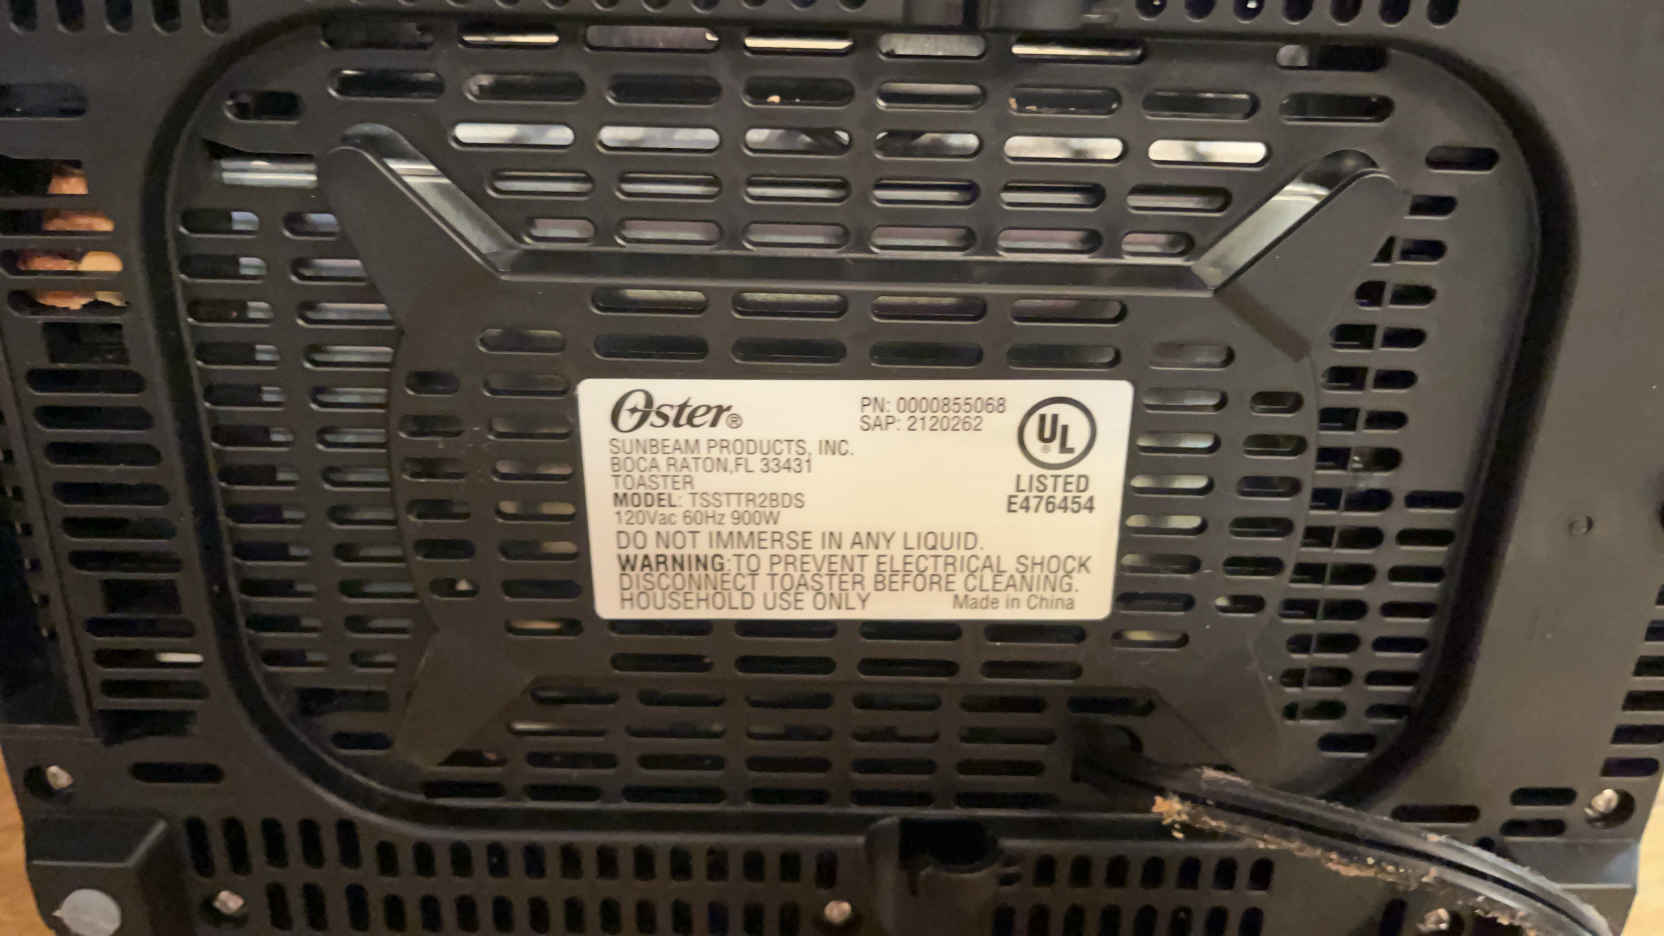 Oster®
PN: 0000855068
SAP: 2120262
SUNBEAM PRODUCTS, INC.
BOCA RATON,FL 33431
TOASTER
MODEL: TSSTTR2BDS
120Vac 60Hz 900W
UL
®
LISTED
E476454
DO NOT IMMERSE IN ANY LIQUID.
WARNING:TO PREVENT ELECTRICAL SHOCK
DISCONNECT TOASTER BEFORE CLEANING.
HOUSEHOLD USE ONLY
Made in China